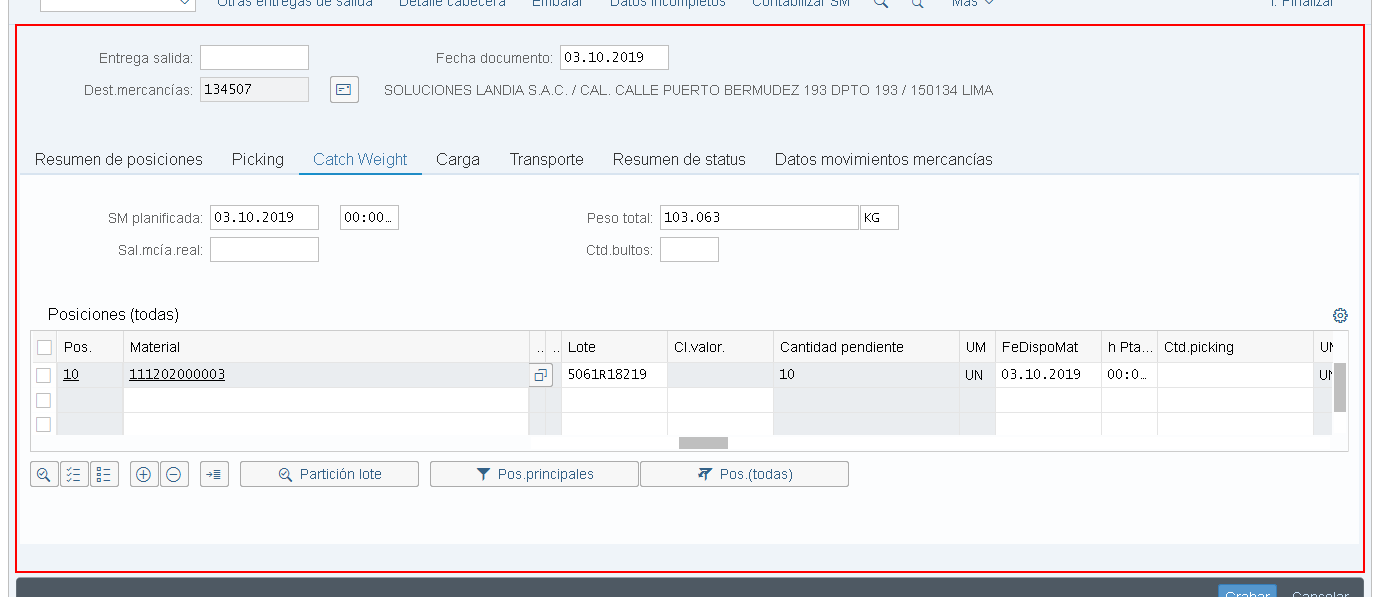 Otras entregas de salida Detalle cabecera Embalar Datos incompletos Contabilizar SM Más T. Finalizar
Entrega salida: Fecha documento: 03.10.2019
Dest.mercancías: 134507 SOLUCIONES LANDIA S.A.C. / CAL. CALLE PUERTO BERMUDEZ 193 DPTO 193 / 150134 LIMA
Resumen de posiciones Picking Catch Weight Carga Transporte Resumen de status Datos movimientos mercancías
SM planificada: 03.10.2019 00:00… Peso total: 103.063 KG
Sal.mcía.real: Ctd.bultos:
Posiciones (todas)
Pos. Material .. .. Lote Cl.valor. Cantidad pendiente UM FeDispoMat h Pta... Ctd.picking UM
10 111202000003 5061R18219 10 UN 03.10.2019 00:0… UN
Partición lote Pos.principales Pos.(todas)
Grabar Cancelar